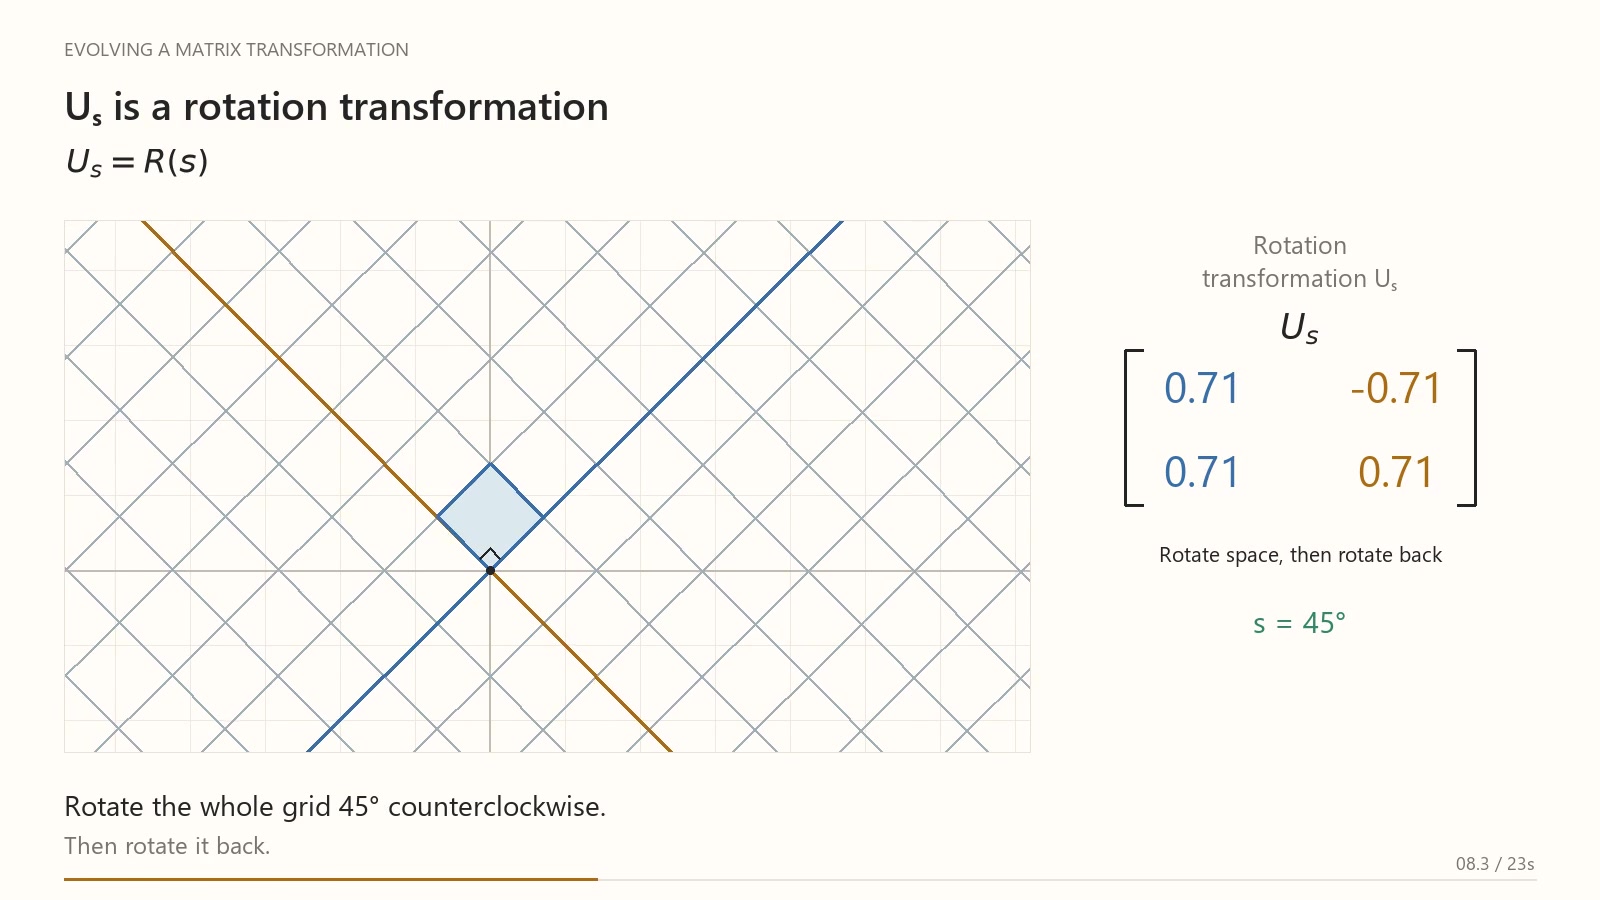 EVOLVING A MATRIX TRANSFORMATION
Uₛ is a rotation transformation
Uₛ = R(s)
Rotation
transformation Uₛ
Uₛ
0.71 -0.71
0.71 0.71
Rotate space, then rotate back
s = 45°
Rotate the whole grid 45° counterclockwise.
Then rotate it back.
08.3 / 23s